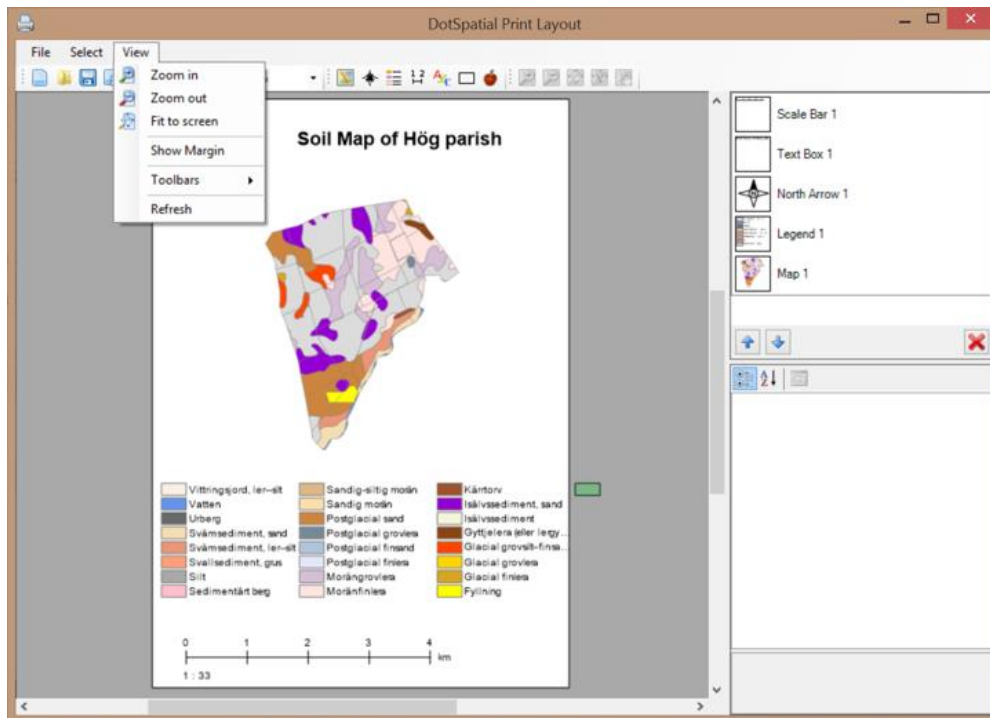 DotSpatial Print Layout
File Select View
Zoom in
Zoom out
Fit to screen
Show Margin
Toolbars
Refresh
Soil Map of Hög parish
Scale Bar 1
Text Box 1
North Arrow 1
Legend 1
Map 1
Vittringsjord, ler--silt
Vatten
Urberg
Svämsediment, sand
Svämsediment, ler--silt
Svallsediment, grus
Silt
Sedimentärt berg
Sandig-siltig morän
Sandig morän
Postglacial sand
Postglacial grovlera
Postglacial finsand
Postglacial finlera
Morängrovlera
Moränfinlera
Kärrtorv
Isälvssediment, sand
Isälvssediment
Gyttjelera (eller lergy...
Glacial grovsilt--finsa...
Glacial grovlera
Glacial finlera
Fyllning
0 1 2 3 4
km
1 : 33